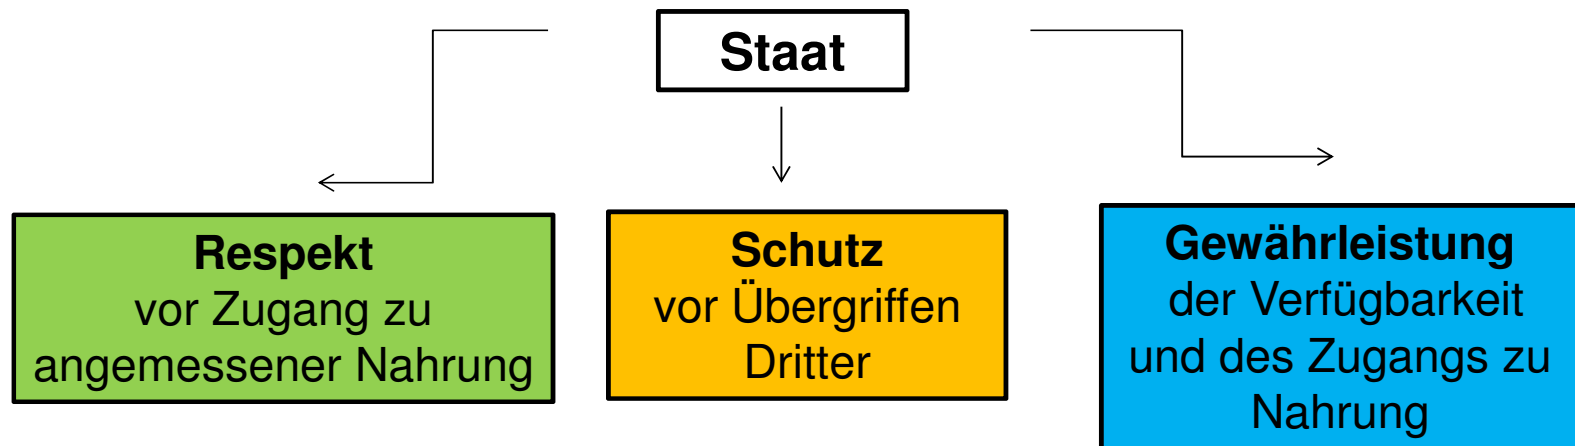 Staat
Respekt
vor Zugang zu
angemessener Nahrung
Schutz
vor Übergriffen
Dritter
Gewährleistung
der Verfügbarkeit
und des Zugangs zu
Nahrung